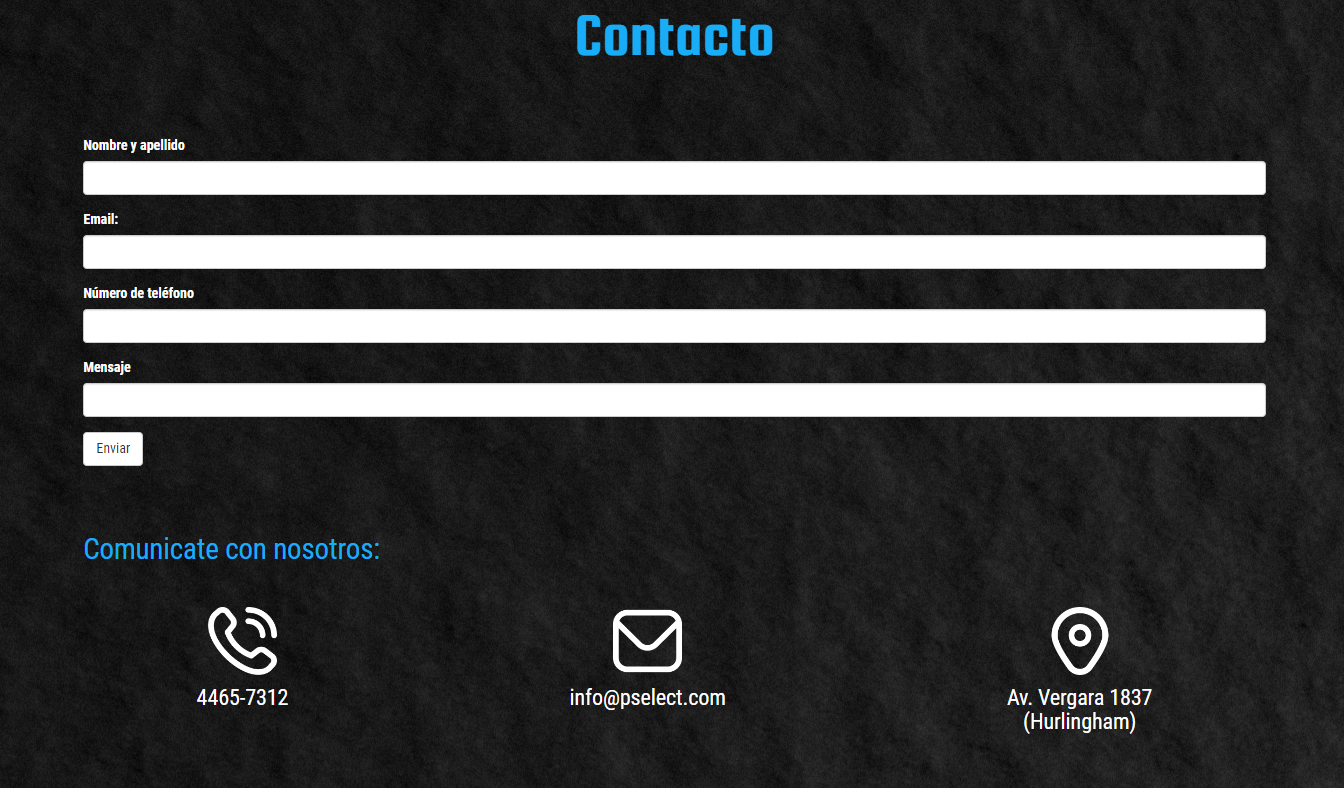 Contacto
Nombre y apellido
Email:
Número de teléfono
Mensaje
Enviar
Comunicate con nosotros:
4465-7312
info@pselect.com
Av. Vergara 1837
(Hurlingham)